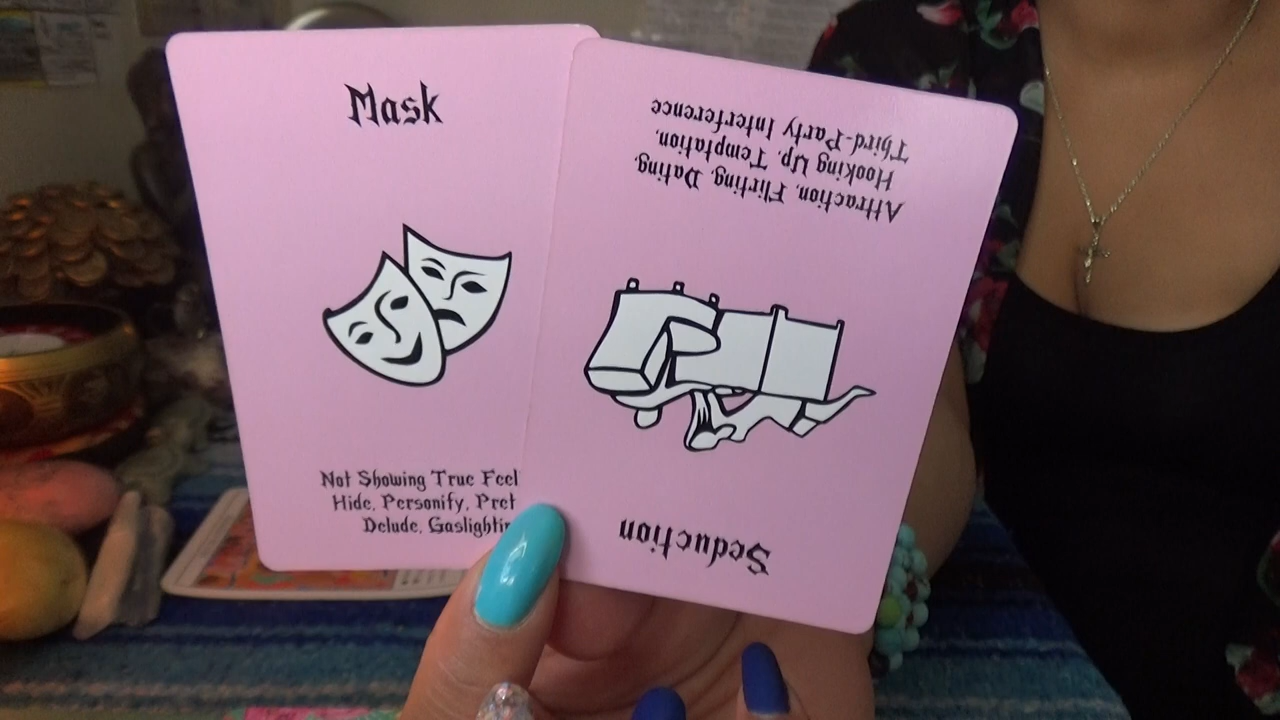 Mask
Not Showing True Feel
Hide, Personify, Pret
Delude, Gaslightin
Seduction
Attraction, Flirting, Dating,
Hooking Up, Temptation,
Third-Party Interference